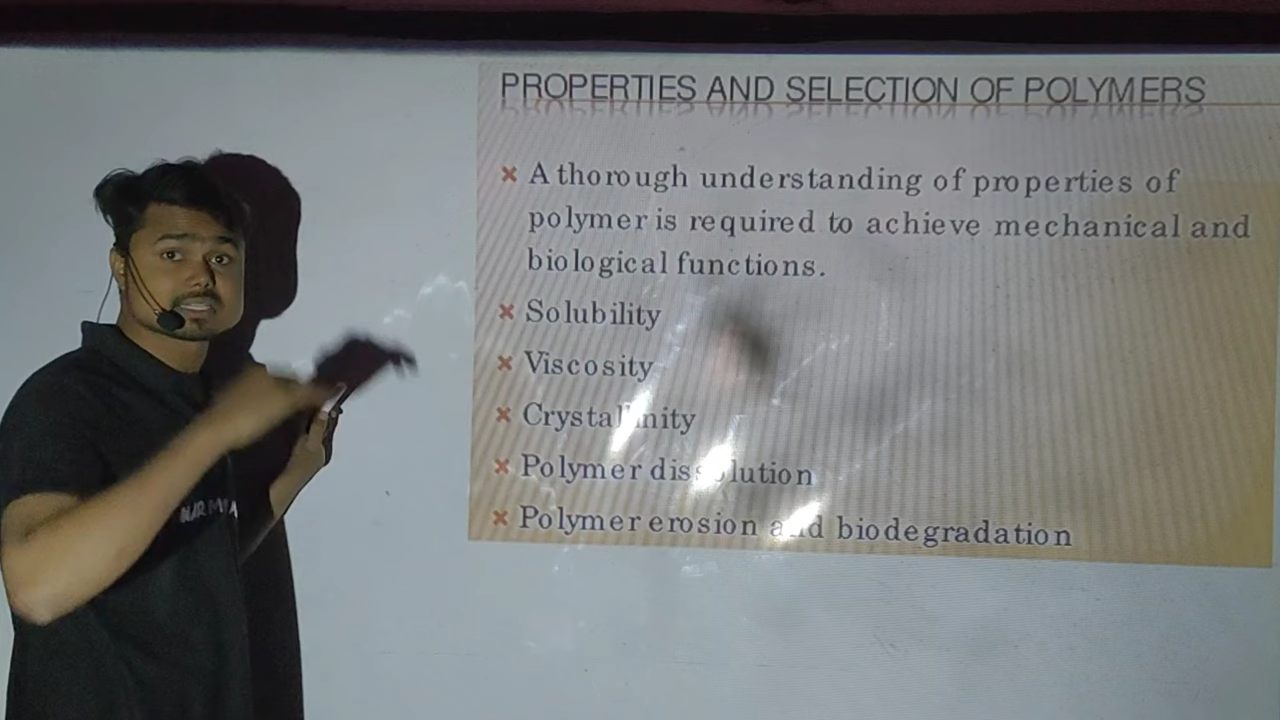 PROPERTIES AND SELECTION OF POLYMERS
× A thorough understanding of properties of
polymer is required to achieve mechanical and
biological functions.
× Solubility
× Viscosity
× Crystallinity
× Polymer dissolution
× Polymer erosion and biodegradation